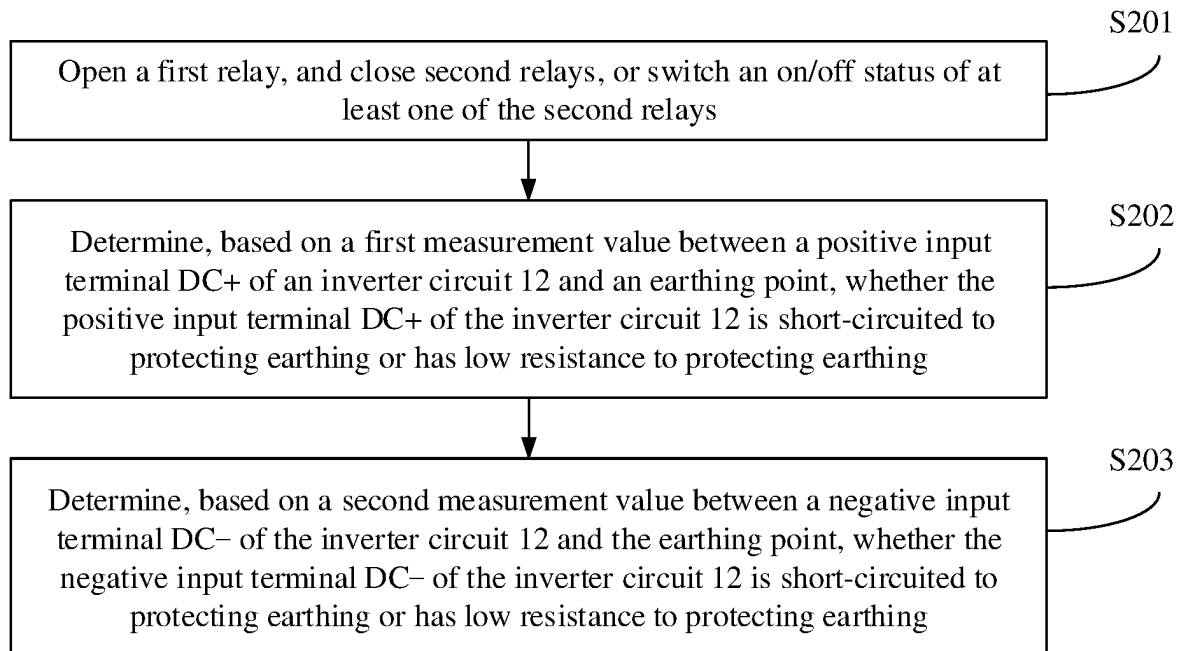 S201
Open a first relay, and close second relays, or switch an on/off status of at
least one of the second relays
S202
Determine, based on a first measurement value between a positive input
terminal DC+ of an inverter circuit 12 and an earthing point, whether the
positive input terminal DC+ of the inverter circuit 12 is short-circuited to
protecting earthing or has low resistance to protecting earthing
S203
Determine, based on a second measurement value between a negative input
terminal DC− of the inverter circuit 12 and the earthing point, whether the
negative input terminal DC− of the inverter circuit 12 is short-circuited to
protecting earthing or has low resistance to protecting earthing